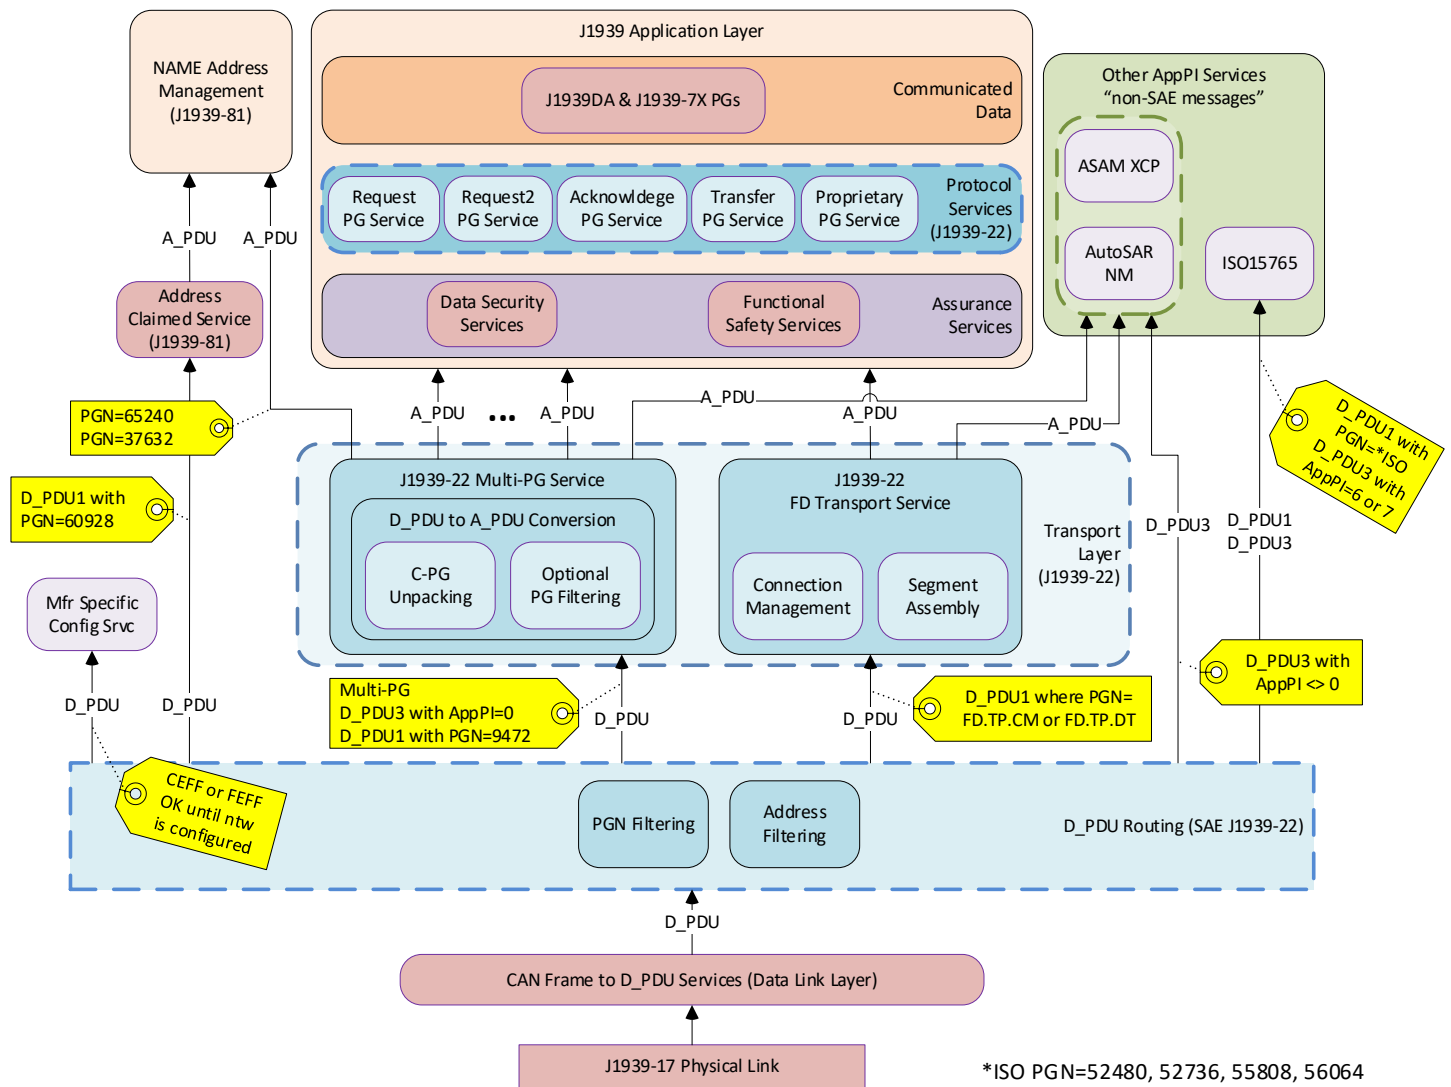 J1939 Application Layer
NAME Address
Management
(J1939-81)
J1939DA & J1939-7X PGs
Communicated
Data
Other AppPI Services
“non-SAE messages”
ASAM XCP
AutoSAR
NM
ISO15765
Request
PG Service
Request2
PG Service
Acknowldege
PG Service
Transfer
PG Service
Proprietary
PG Service
Protocol
Services
(J1939-22)
A_PDU
A_PDU
Address
Claimed Service
(J1939-81)
Data Security
Services
Functional
Safety Services
Assurance
Services
PGN=65240
PGN=37632
A_PDU
...
A_PDU
A_PDU
A_PDU
A_PDU
D_PDU1 with
PGN=*ISO
D_PDU3 with
AppPI=6 or 7
D_PDU1 with
PGN=60928
J1939-22 Multi-PG Service
D_PDU to A_PDU Conversion
C-PG
Unpacking
Optional
PG Filtering
J1939-22
FD Transport Service
Connection
Management
Segment
Assembly
Transport
Layer
(J1939-22)
D_PDU3
D_PDU1
D_PDU3
Mfr Specific
Config Srvc
D_PDU
D_PDU
Multi-PG
D_PDU3 with AppPI=0
D_PDU1 with PGN=9472
D_PDU
D_PDU
D_PDU1 where PGN=
FD.TP.CM or FD.TP.DT
D_PDU3 with
AppPI <> 0
CEFF or FEFF
OK until ntw
is configured
PGN Filtering
Address
Filtering
D_PDU Routing (SAE J1939-22)
D_PDU
CAN Frame to D_PDU Services (Data Link Layer)
J1939-17 Physical Link
*ISO PGN=52480, 52736, 55808, 56064